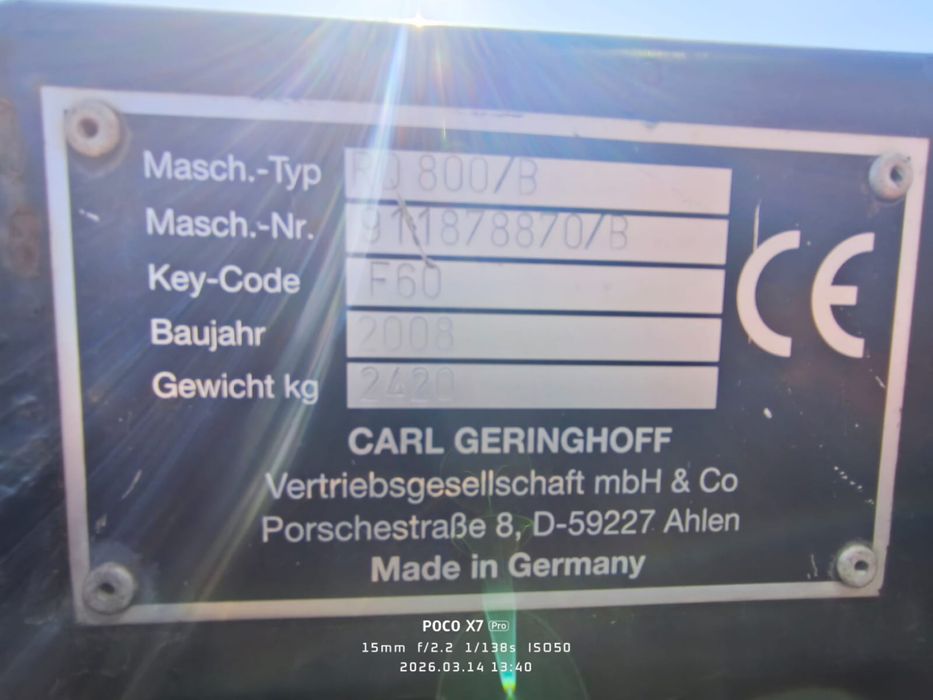 Masch.-Typ RD 800/B
Masch.-Nr. 911878870/B
Key-Code F60
Baujahr 2008
Gewicht kg 2420
CE
CARL GERINGHOFF
Vertriebsgesellschaft mbH & Co
Porschestraße 8, D-59227 Ahlen
Made in Germany
POCO X7 Pro
15mm f/2.2 1/138s ISO50
2026.03.14 13:40